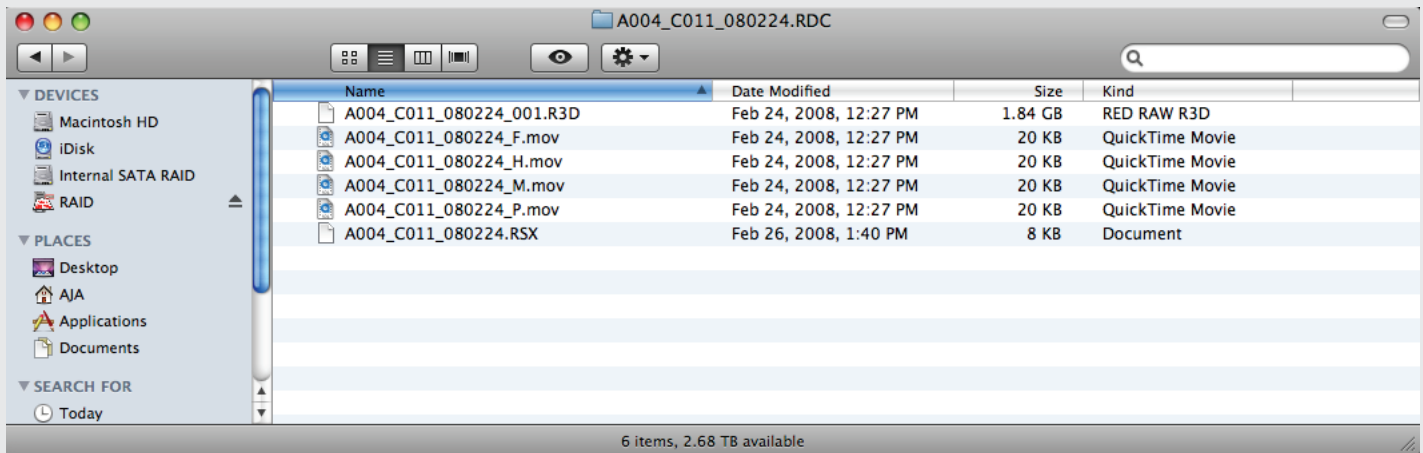 A004_C011_080224.RDC
DEVICES
Macintosh HD
iDisk
Internal SATA RAID
RAID
PLACES
Desktop
AJA
Applications
Documents
SEARCH FOR
Today
Name Date Modified Size Kind
A004_C011_080224_001.R3D Feb 24, 2008, 12:27 PM 1.84 GB RED RAW R3D
A004_C011_080224_F.mov Feb 24, 2008, 12:27 PM 20 KB QuickTime Movie
A004_C011_080224_H.mov Feb 24, 2008, 12:27 PM 20 KB QuickTime Movie
A004_C011_080224_M.mov Feb 24, 2008, 12:27 PM 20 KB QuickTime Movie
A004_C011_080224_P.mov Feb 24, 2008, 12:27 PM 20 KB QuickTime Movie
A004_C011_080224.RSX Feb 26, 2008, 1:40 PM 8 KB Document
6 items, 2.68 TB available